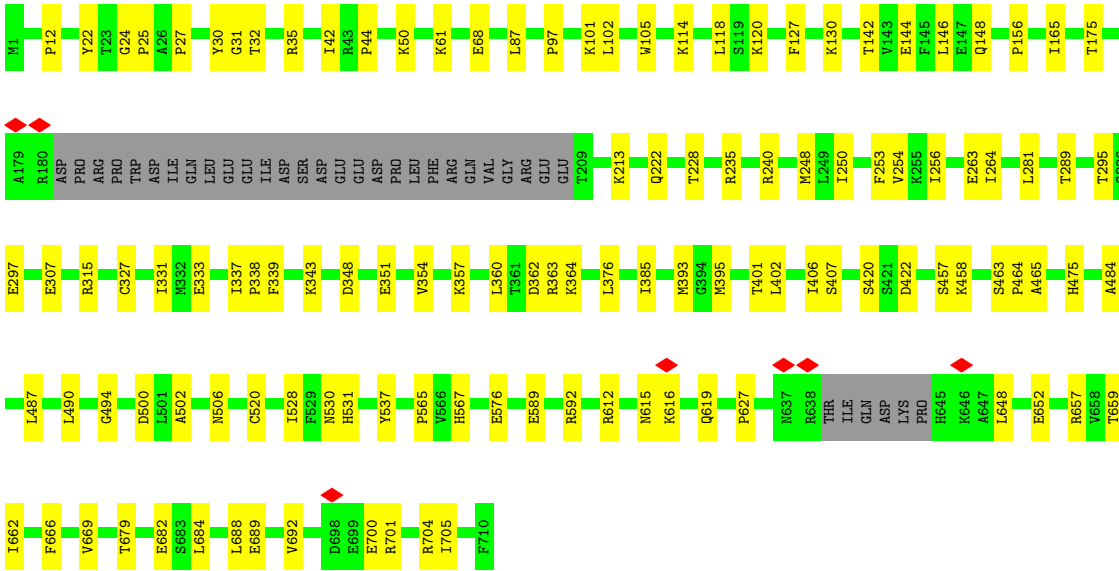 M1 P12 Y22 T23 G24 P25 A26 P27 Y30 G31 T32 R35 I42 R43 P44 K50 K61 E68 L87 P97 K101 L102 W105 K114 L118 S119 K120 F127 K130 T142 V143 E144 F145 L146 E147 Q148 P156 I165 T175
A179 R180 ASP PRO ARG PRO TRP ASP ILE GLN LEU GLU GLU ILE ASP SER ASP GLU GLU ASP PRO LEU PHE ARG GLN VAL GLY ARG GLU GLU T209 K213 Q222 T228 R235 R240 M248 L249 I250 F253 V254 K255 I256 E263 I264 L281 T289 T295
E297 E307 R315 C327 I331 M332 E333 I337 P338 F339 K343 D348 E351 V354 K357 L360 T361 D362 R363 K364 L376 I385 M393 G394 M395 T401 L402 I406 S407 S420 S421 D422 S457 K458 S463 P464 A465 H475 A484
L487 L490 G494 D500 L501 A502 N506 C520 I528 F529 N530 H531 Y537 P565 V566 H567 E576 E589 R592 R612 N615 K616 Q619 P627 N637 R638 THR ILE GLN ASP LYS PRO H645 K646 A647 L648 E652 R657 V658 T659
I662 F666 V669 T679 E682 S683 L684 L688 E689 V692 D698 E699 E700 R701 R704 I705 F710